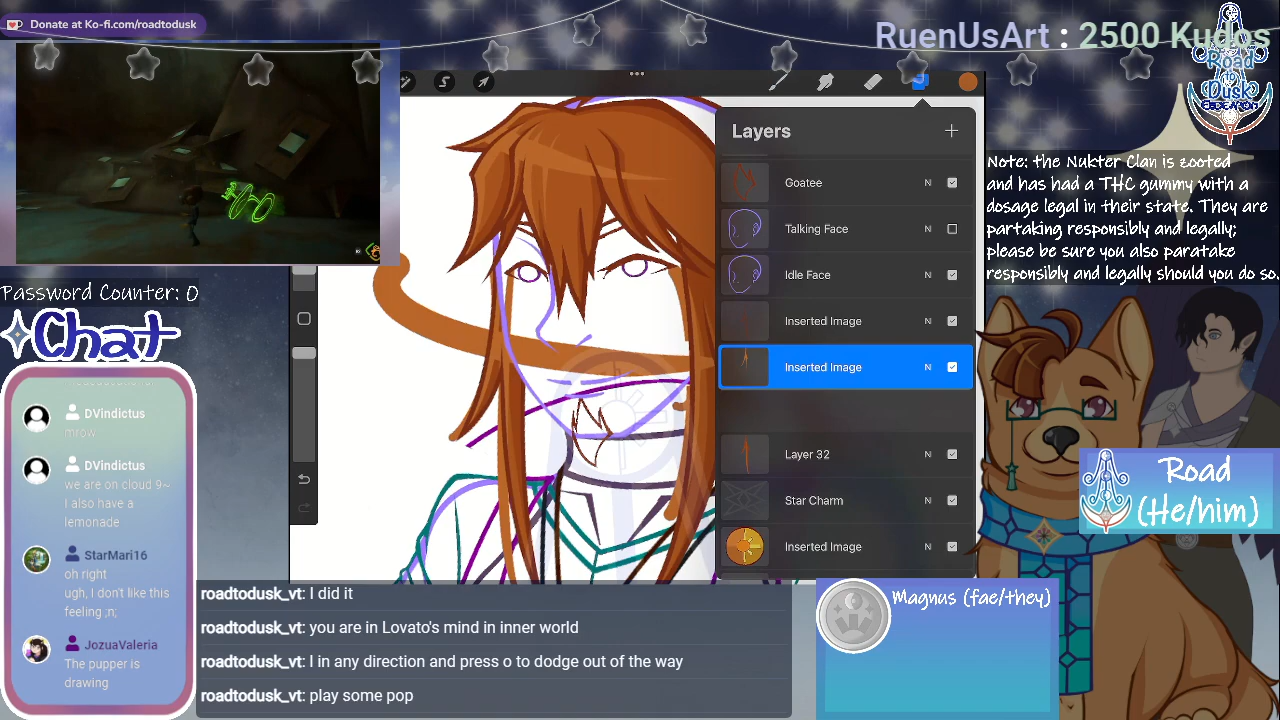 Donate at Ko-fi.com/roadtodusk
RuenUsArt : 2500 Kudos
Road
to
Dusk
Layers
Goatee
N
Talking Face
N
Idle Face
N
Inserted Image
N
Inserted Image
N
Layer 32
N
Star Charm
N
Inserted Image
N
Note: the Nukter Clan is zooted
and has had a THC gummy with a
dosage legal in their state. They are
partaking responsibly and legally;
please be sure you also paratake
responsibly and legally should you do so.
Password Counter: 0
Chat
DVindictus
mrow
DVindictus
we are on cloud 9~
I also have a
lemonade
StarMari16
oh right
ugh, I don't like this
feeling ;n;
JozuaValeria
The pupper is
drawing
roadtodusk_vt: I did it
roadtodusk_vt: you are in Lovato's mind in inner world
roadtodusk_vt: l in any direction and press o to dodge out of the way
roadtodusk_vt: play some pop
Road
(He/him)
Magnus (fae/they)